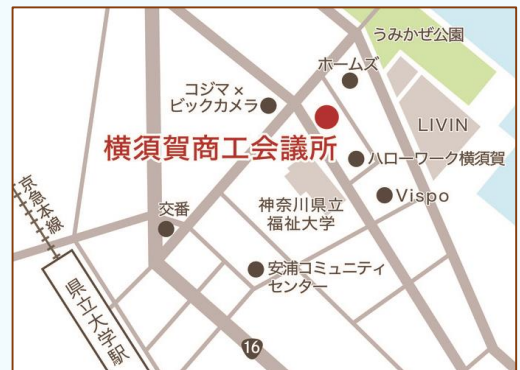 うみかぜ公園
ホームズ
コジマ×
ビックカメラ
LIVIN
横須賀商工会議所
ハローワーク横須賀
Vispo
神奈川県立
福祉大学
交番
京急本線
安浦コミュニティ
センター
県立大学駅
16